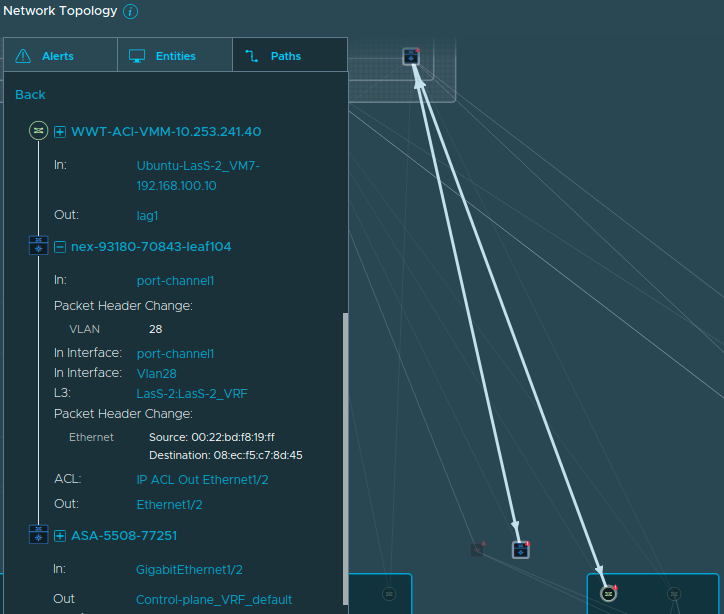 Network Topology i
Alerts
Entities
Paths
Back
WWT-ACI-VMM-10.253.241.40
In: Ubuntu-LasS-2_VM7-
192.168.100.10
Out: lag1
nex-93180-70843-leaf104
In: port-channel1
Packet Header Change:
VLAN 28
In Interface: port-channel1
In Interface: Vlan28
L3: LasS-2:LasS-2_VRF
Packet Header Change:
Ethernet Source: 00:22:bd:f8:19:ff
Destination: 08:ec:f5:c7:8d:45
ACL: IP ACL Out Ethernet1/2
Out: Ethernet1/2
ASA-5508-77251
In: GigabitEthernet1/2
Out Control-plane_VRF_default